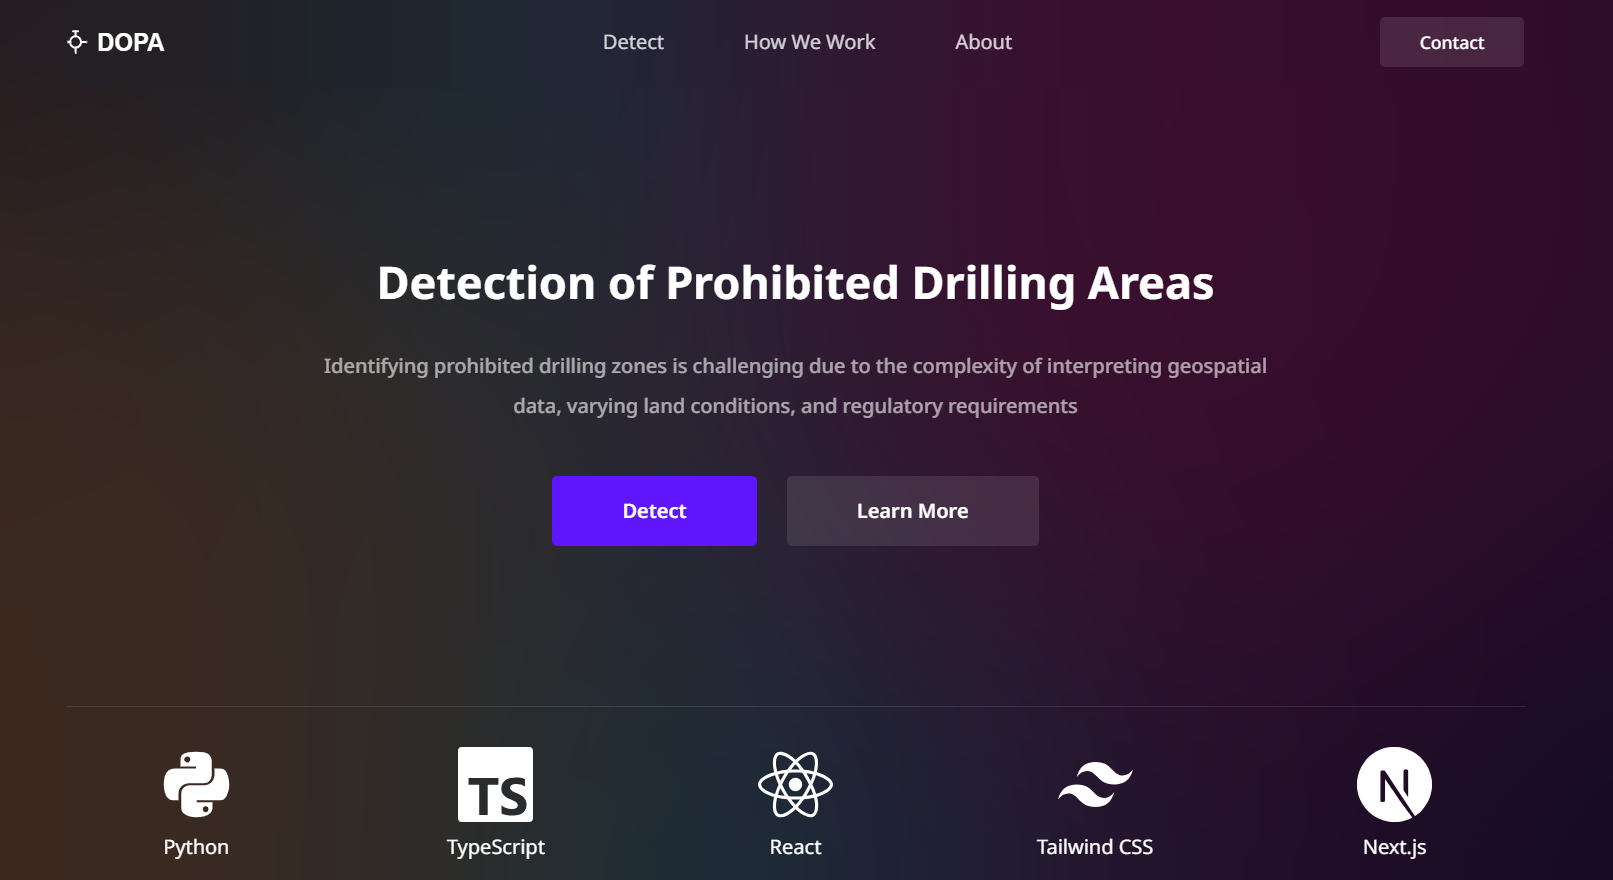 DOPA
Detect
How We Work
About
Contact
Detection of Prohibited Drilling Areas
Identifying prohibited drilling zones is challenging due to the complexity of interpreting geospatial
data, varying land conditions, and regulatory requirements
Detect
Learn More
TS
N
Python
TypeScript
React
Tailwind CSS
Next.js